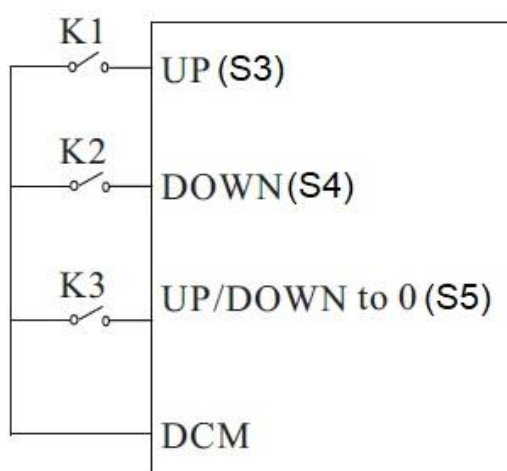 K1
UP (S3)
K2
DOWN (S4)
K3
UP/DOWN to 0 (S5)
DCM